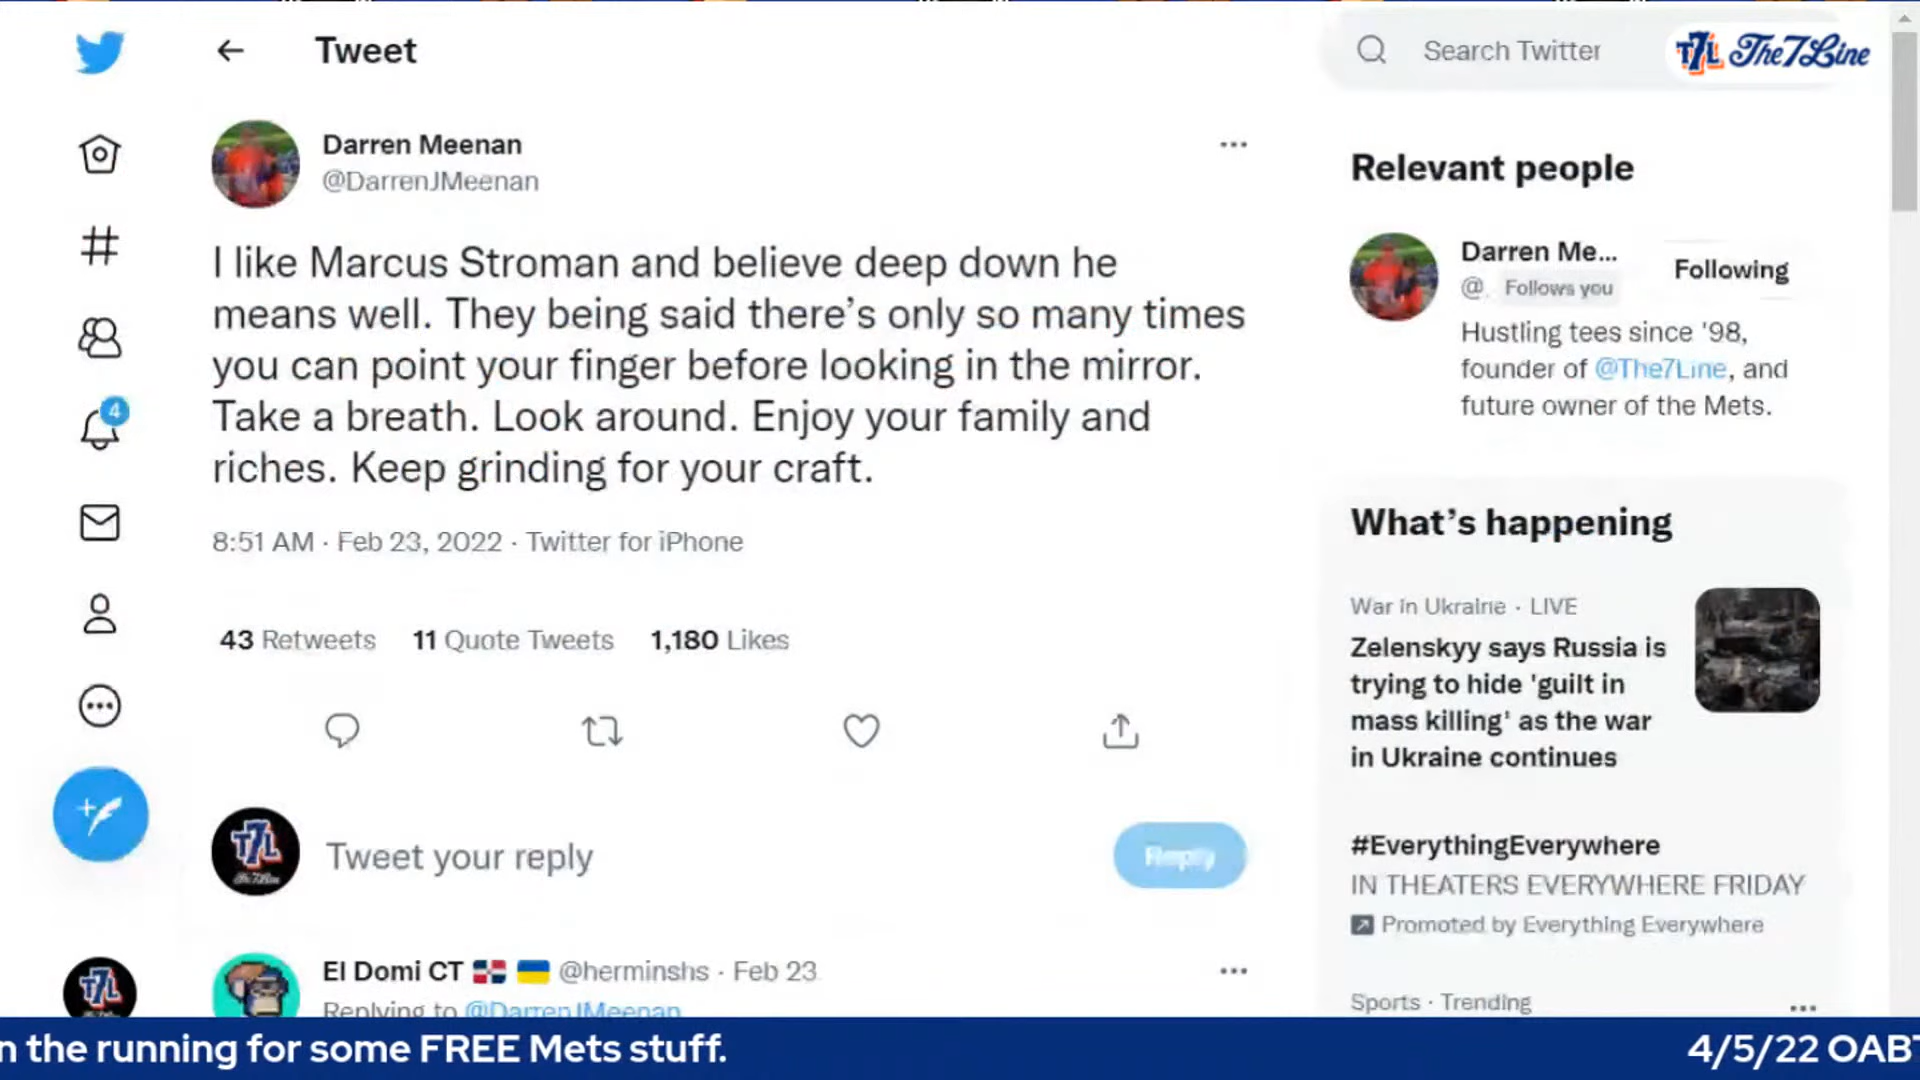 Tweet
Search Twitter
T7L The7Line
Darren Meenan
@DarrenJMeenan
I like Marcus Stroman and believe deep down he
means well. They being said there’s only so many times
you can point your finger before looking in the mirror.
Take a breath. Look around. Enjoy your family and
riches. Keep grinding for your craft.
8:51 AM · Feb 23, 2022 · Twitter for iPhone
43 Retweets 11 Quote Tweets 1,180 Likes
T7L
The7Line
Tweet your reply
Reply
El Domi CT @herminshs · Feb 23
Replying to @DarrenJMeenan
4
T7L
Relevant people
Darren Me...
@. Follows you
Following
Hustling tees since '98,
founder of @The7Line, and
future owner of the Mets.
What’s happening
War in Ukraine · LIVE
Zelenskyy says Russia is
trying to hide 'guilt in
mass killing' as the war
in Ukraine continues
#EverythingEverywhere
IN THEATERS EVERYWHERE FRIDAY
Promoted by Everything Everywhere
Sports · Trending
n the running for some FREE Mets stuff.
4/5/22 OABT